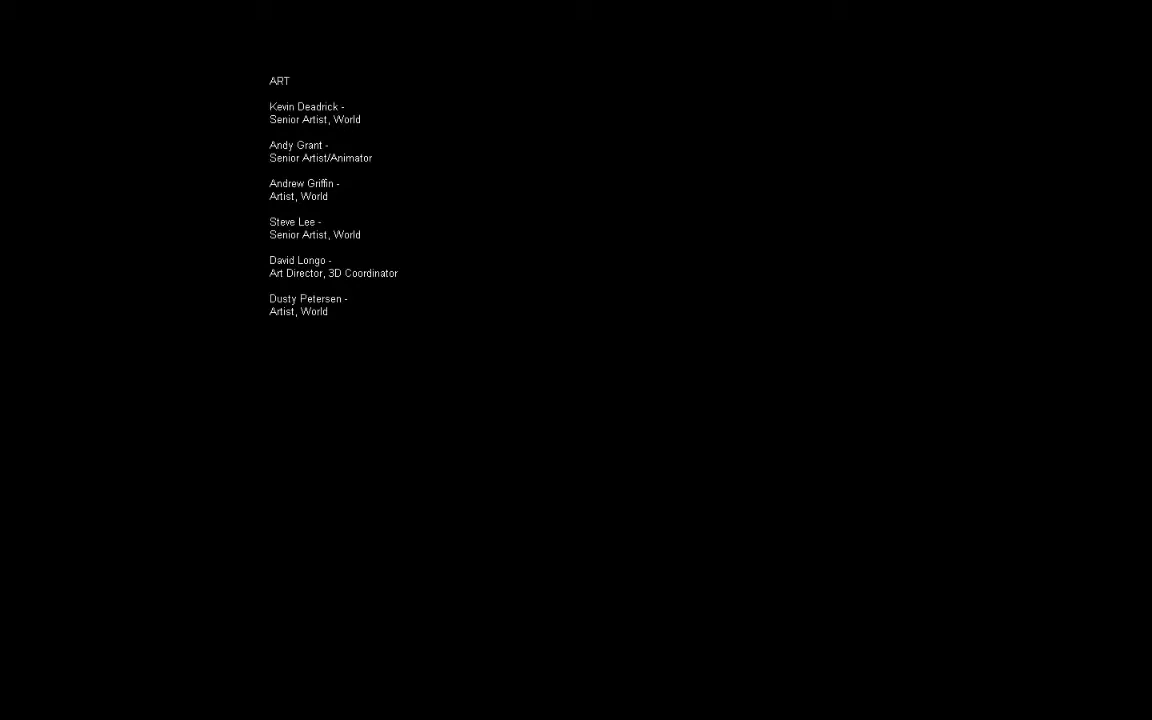 ART
Kevin Deadrick -
Senior Artist, World
Andy Grant -
Senior Artist/Animator
Andrew Griffin -
Artist, World
Steve Lee -
Senior Artist, World
David Longo -
Art Director, 3D Coordinator
Dusty Petersen -
Artist, World